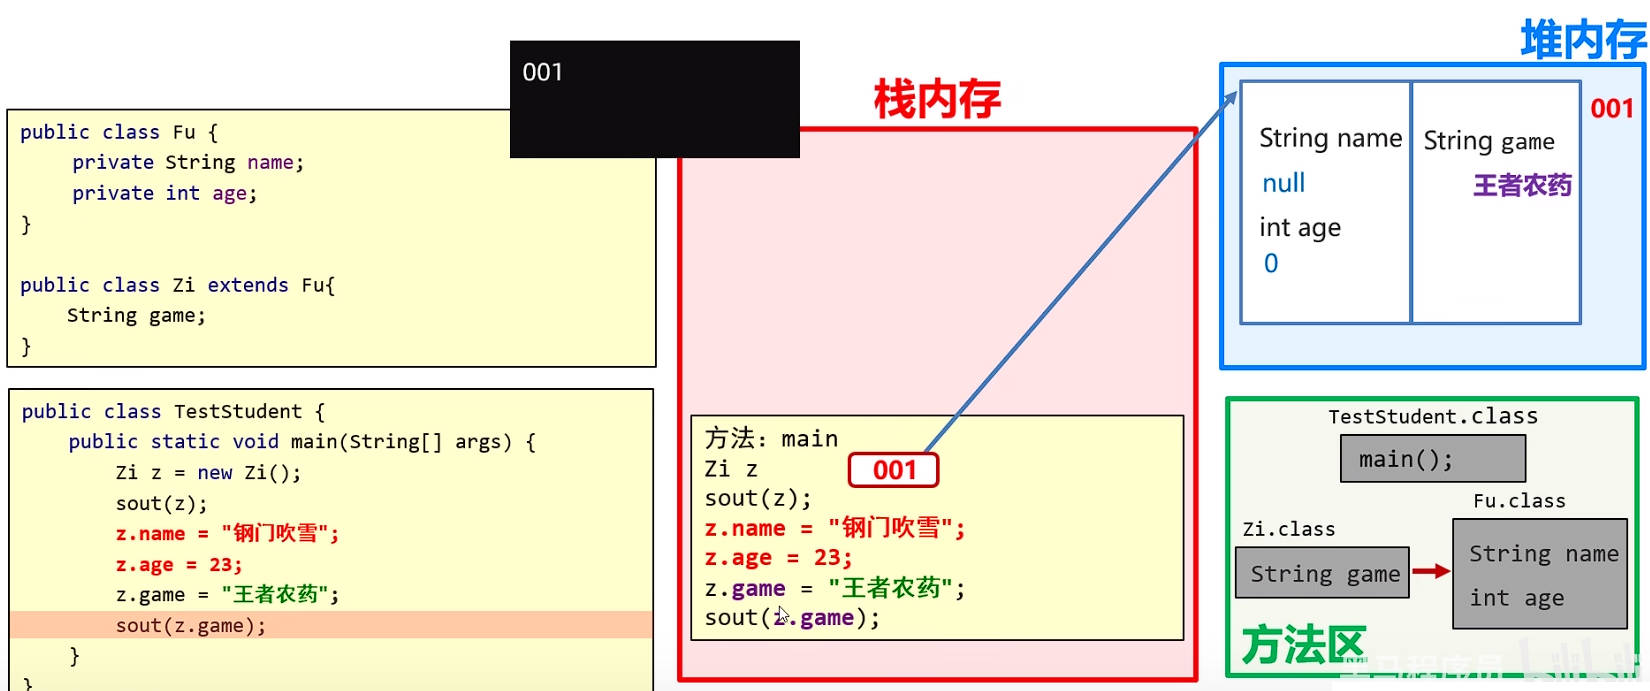 堆内存
001
栈内存
001
String name
null
int age
0
String game
王者农药
public class Fu {
private String name;
private int age;
}
public class Zi extends Fu{
String game;
}
public class TestStudent {
public static void main(String[] args) {
Zi z = new Zi();
sout(z);
z.name = "钢门吹雪";
z.age = 23;
z.game = "王者农药";
sout(z.game);
}
}
方法: main
Zi z
001
sout(z);
z.name = "钢门吹雪";
z.age = 23;
z.game = "王者农药";
sout(z.game);
TestStudent.class
main();
Fu.class
String name
int age
Zi.class
String game
方法区
黑马程序员